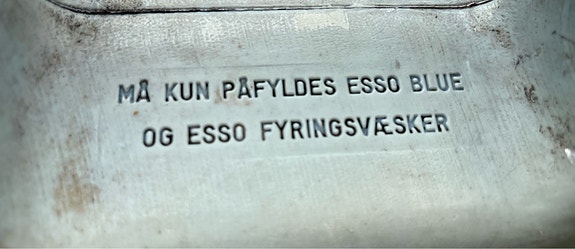 MÅ KUN PÅFYLDES ESSO BLUE
OG ESSO FYRINGSVÆSKER